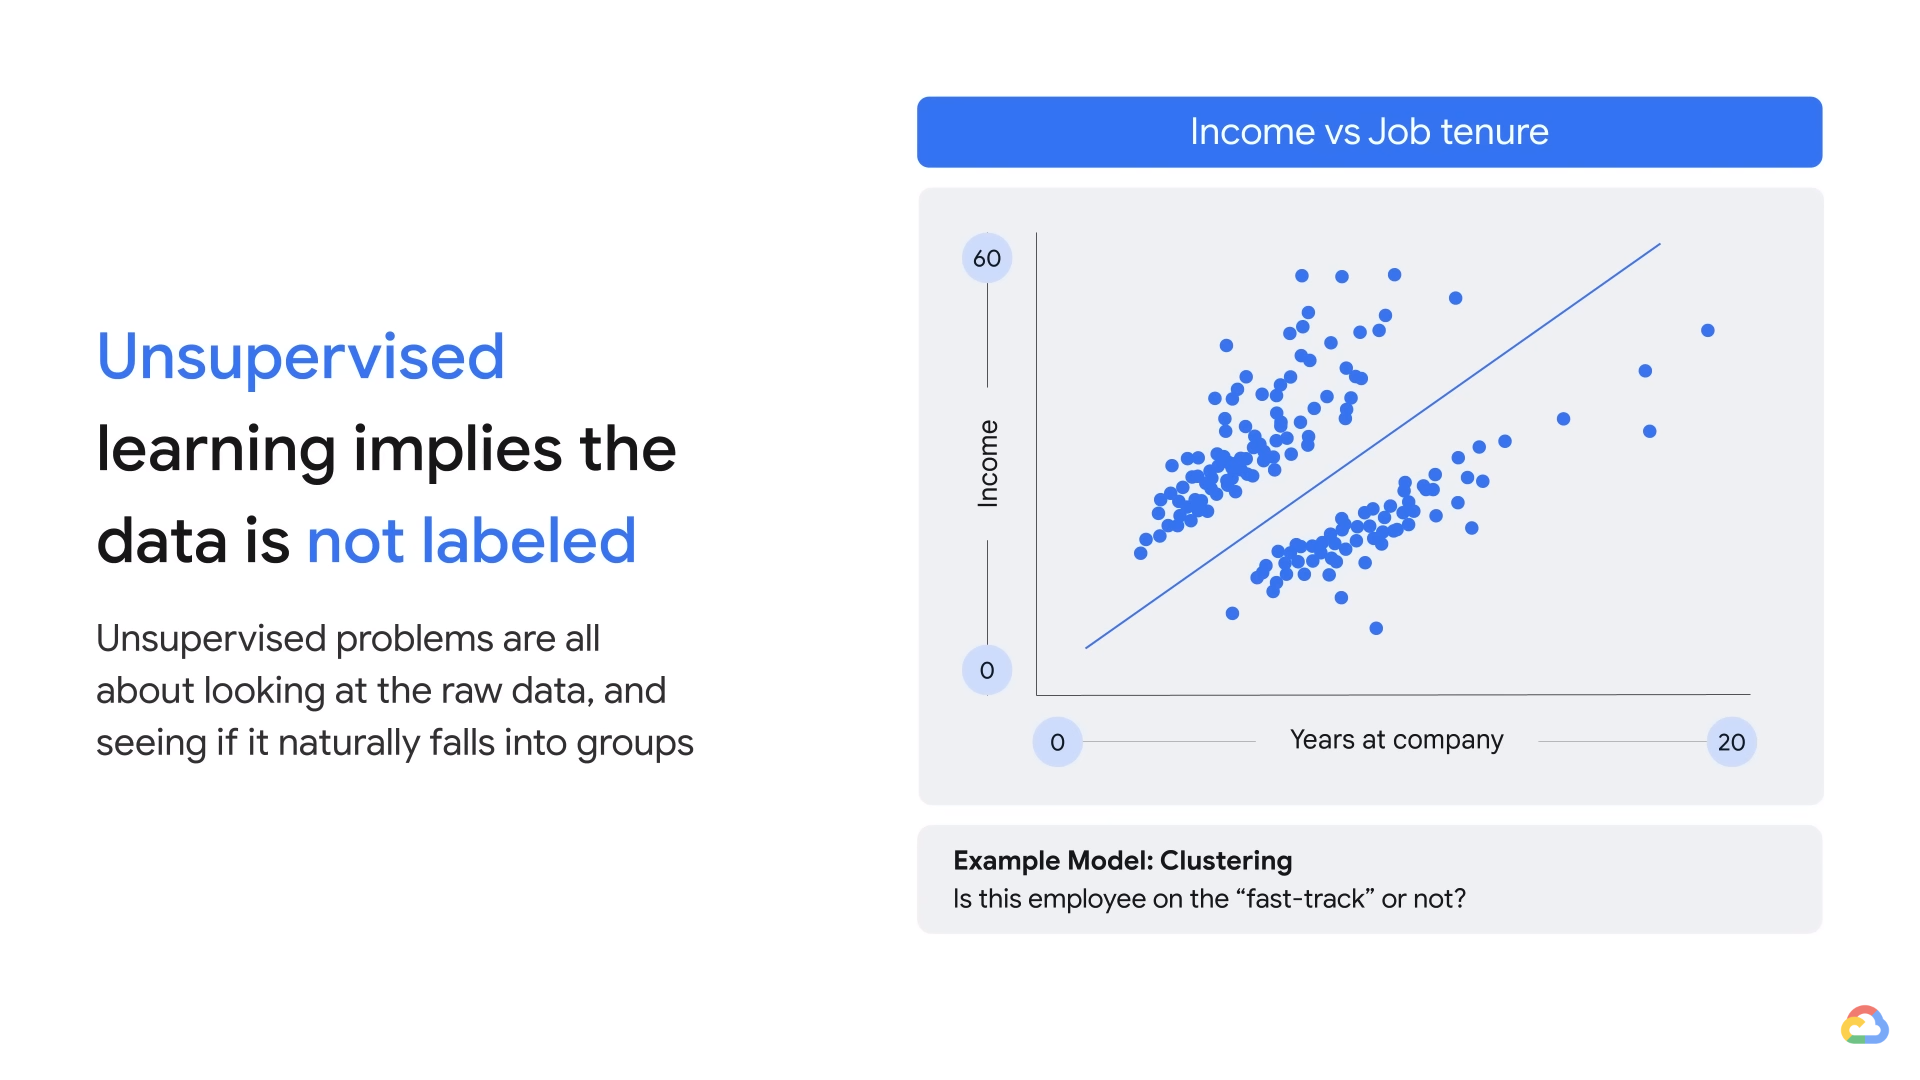 Unsupervised
learning implies the
data is not labeled
Unsupervised problems are all
about looking at the raw data, and
seeing if it naturally falls into groups
Income vs Job tenure
60
Income
0
0
Years at company
20
Example Model: Clustering
Is this employee on the “fast-track” or not?